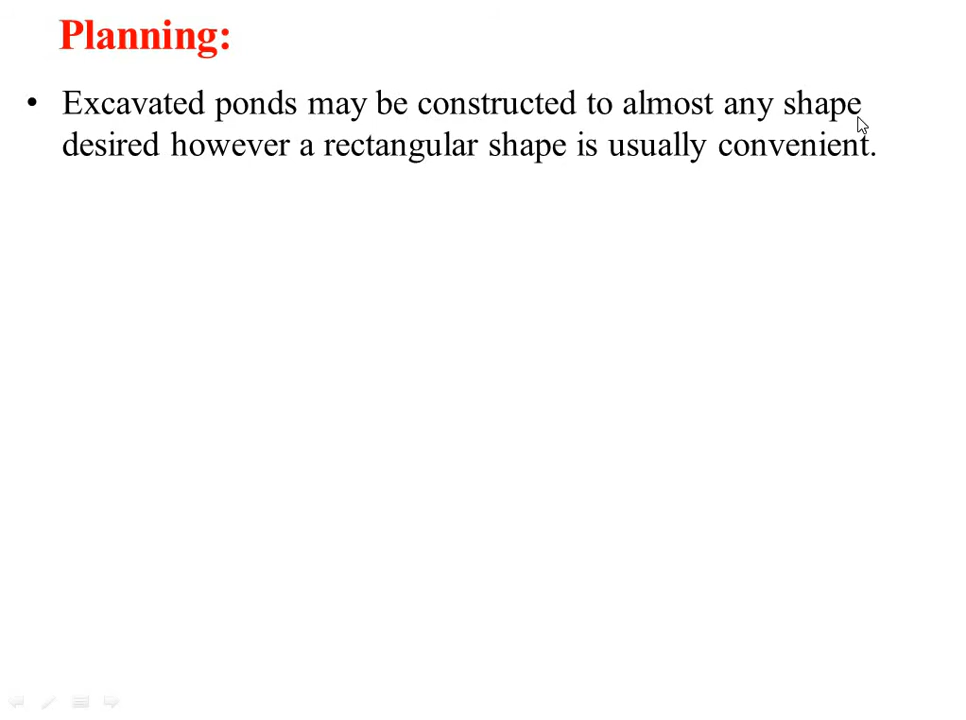 Planning:
• Excavated ponds may be constructed to almost any shape
desired however a rectangular shape is usually convenient.